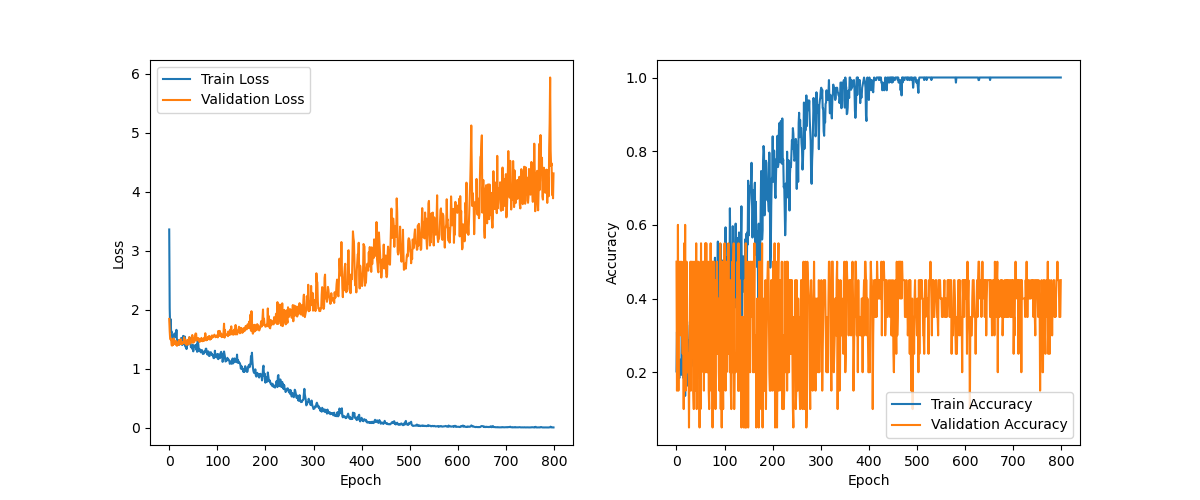 Train Loss
Validation Loss
Loss
6
5
4
3
2
1
0
0 100 200 300 400 500 600 700 800
Epoch
Accuracy
1.0
0.8
0.6
0.4
0.2
Train Accuracy
Validation Accuracy
0 100 200 300 400 500 600 700 800
Epoch